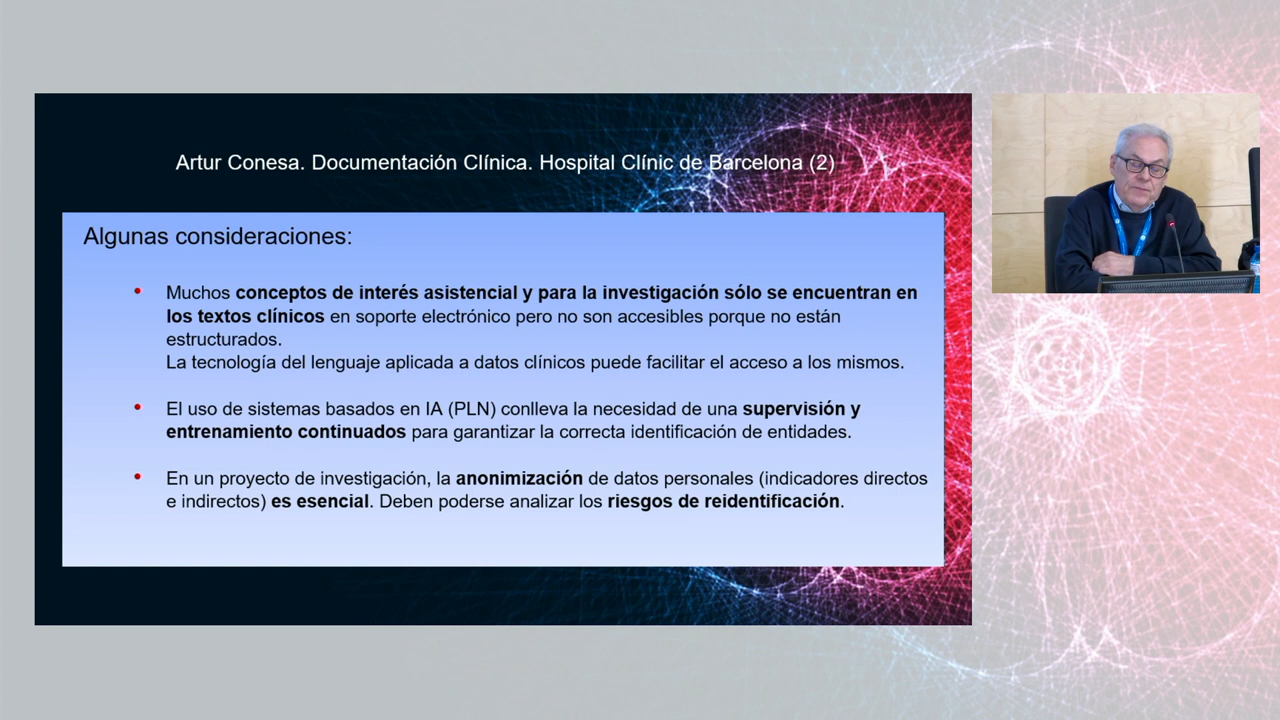 Artur Conesa. Documentación Clínica. Hospital Clínic de Barcelona (2)
Algunas consideraciones:
• Muchos conceptos de interés asistencial y para la investigación sólo se encuentran en
los textos clínicos en soporte electrónico pero no son accesibles porque no están
estructurados.
La tecnología del lenguaje aplicada a datos clínicos puede facilitar el acceso a los mismos.
• El uso de sistemas basados en IA (PLN) conlleva la necesidad de una supervisión y
entrenamiento continuados para garantizar la correcta identificación de entidades.
• En un proyecto de investigación, la anonimización de datos personales (indicadores directos
e indirectos) es esencial. Deben poderse analizar los riesgos de reidentificación.